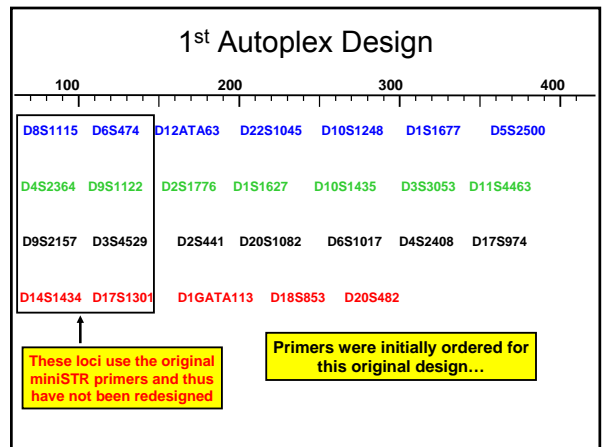 1st Autoplex Design
100 200 300 400
D8S1115 D6S474 D12ATA63 D22S1045 D10S1248 D1S1677 D5S2500
D4S2364 D9S1122 D2S1776 D1S1627 D10S1435 D3S3053 D11S4463
D9S2157 D3S4529 D2S441 D20S1082 D6S1017 D4S2408 D17S974
D14S1434 D17S1301 D1GATA113 D18S853 D20S482
These loci use the original
miniSTR primers and thus
have not been redesigned
Primers were initially ordered for
this original design…